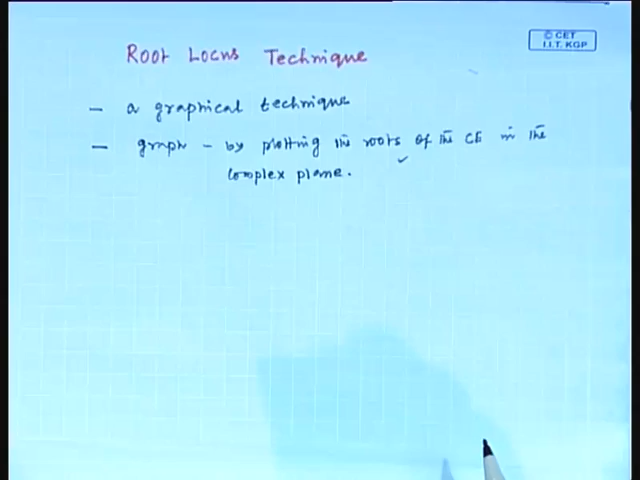 © CET
I.I.T. KGP
Root Locus Technique
- a graphical technique
- graph - by plotting the roots of the CE in the
complex plane.